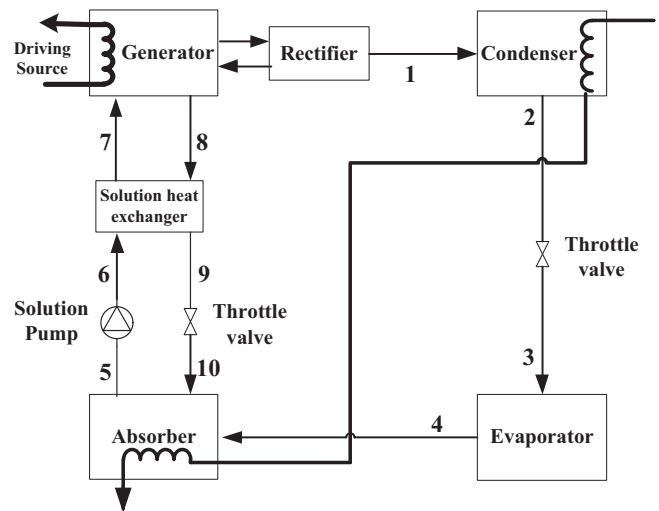 Driving
Source
Generator
Rectifier
Condenser
1
2
7
8
Solution heat
exchanger
Throttle
valve
6
9
Solution
Pump
Throttle
valve
3
5
10
4
Absorber
Evaporator